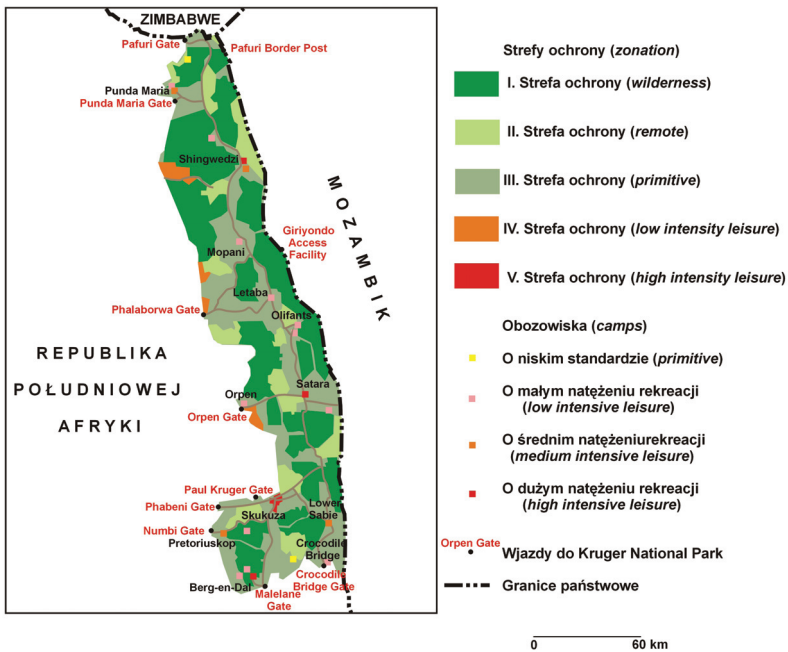 ZIMBABWE
Pafuri Gate
Pafuri Border Post
Punda Maria
Punda Maria Gate
Shingwedzi
MOZAMBIK
Giriyondo
Access
Facility
Mopani
Letaba
Phalaborwa Gate
Olifants
REPUBLIKA
POŁUDNIOWEJ
AFRYKI
Satara
Orpen
Orpen Gate
Paul Kruger Gate
Phabeni Gate
Skukuza
Lower
Sabie
Numbi Gate
Pretoriuskop
Crocodile
Bridge
Crocodile
Bridge Gate
Berg-en-Dal
Malelane
Gate
Strefy ochrony (zonation)
I. Strefa ochrony (wilderness)
II. Strefa ochrony (remote)
III. Strefa ochrony (primitive)
IV. Strefa ochrony (low intensity leisure)
V. Strefa ochrony (high intensity leisure)
Obozowiska (camps)
O niskim standardzie (primitive)
O małym natężeniu rekreacji
(low intensive leisure)
O średnim natężeniurekreacji
(medium intensive leisure)
O dużym natężeniu rekreacji
(high intensive leisure)
Orpen Gate
Wjazdy do Kruger National Park
Granice państwowe
0 60 km